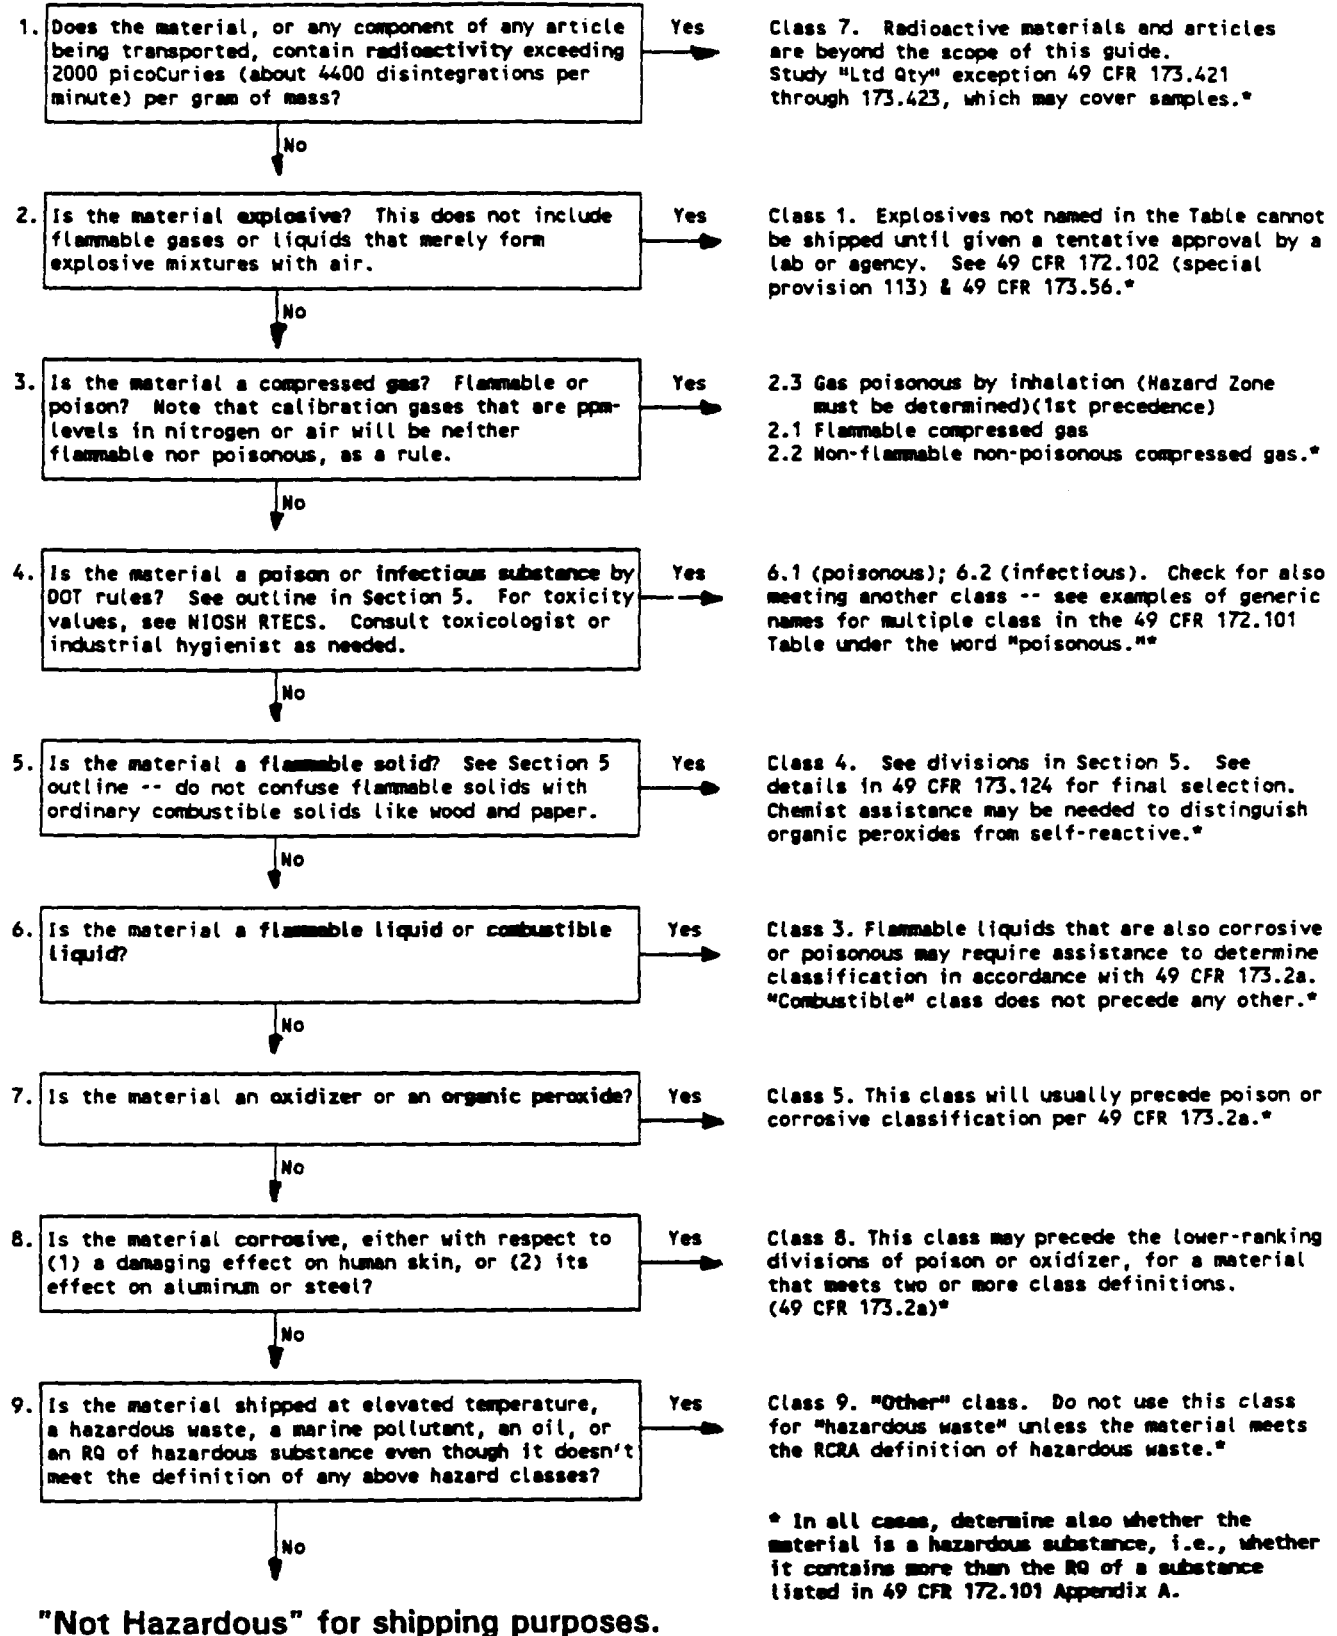 1. Does the material, or any component of any article
being transported, contain radioactivity exceeding
2000 picoCuries (about 4400 disintegrations per
minute) per gram of mass?
Yes
Class 7. Radioactive materials and articles
are beyond the scope of this guide.
Study "Ltd Qty" exception 49 CFR 173.421
through 173.423, which may cover samples.*
No
2. Is the material explosive? This does not include
flammable gases or liquids that merely form
explosive mixtures with air.
Yes
Class 1. Explosives not named in the Table cannot
be shipped until given a tentative approval by a
lab or agency. See 49 CFR 172.102 (special
provision 113) & 49 CFR 173.56.*
No
3. Is the material a compressed gas? Flammable or
poison? Note that calibration gases that are ppm-
levels in nitrogen or air will be neither
flammable nor poisonous, as a rule.
Yes
2.3 Gas poisonous by inhalation (Hazard Zone
must be determined)(1st precedence)
2.1 Flammable compressed gas
2.2 Non-flammable non-poisonous compressed gas.*
No
4. Is the material a poison or infectious substance by
DOT rules? See outline in Section 5. For toxicity
values, see NIOSH RTECS. Consult toxicologist or
industrial hygienist as needed.
Yes
6.1 (poisonous); 6.2 (infectious). Check for also
meeting another class -- see examples of generic
names for multiple class in the 49 CFR 172.101
Table under the word "poisonous."*
No
5. Is the material a flammable solid? See Section 5
outline -- do not confuse flammable solids with
ordinary combustible solids like wood and paper.
Yes
Class 4. See divisions in Section 5. See
details in 49 CFR 173.124 for final selection.
Chemist assistance may be needed to distinguish
organic peroxides from self-reactive.*
No
6. Is the material a flammable liquid or combustible
liquid?
Yes
Class 3. Flammable liquids that are also corrosive
or poisonous may require assistance to determine
classification in accordance with 49 CFR 173.2a.
"Combustible" class does not precede any other.*
No
7. Is the material an oxidizer or an organic peroxide?
Yes
Class 5. This class will usually precede poison or
corrosive classification per 49 CFR 173.2a.*
No
8. Is the material corrosive, either with respect to
(1) a damaging effect on human skin, or (2) its
effect on aluminum or steel?
Yes
Class 8. This class may precede the lower-ranking
divisions of poison or oxidizer, for a material
that meets two or more class definitions.
(49 CFR 173.2a)*
No
9. Is the material shipped at elevated temperature,
a hazardous waste, a marine pollutant, an oil, or
an RQ of hazardous substance even though it doesn't
meet the definition of any above hazard classes?
Yes
Class 9. "Other" class. Do not use this class
for "hazardous waste" unless the material meets
the RCRA definition of hazardous waste.*
No
* In all cases, determine also whether the
material is a hazardous substance, i.e., whether
it contains more than the RQ of a substance
listed in 49 CFR 172.101 Appendix A.
"Not Hazardous" for shipping purposes.